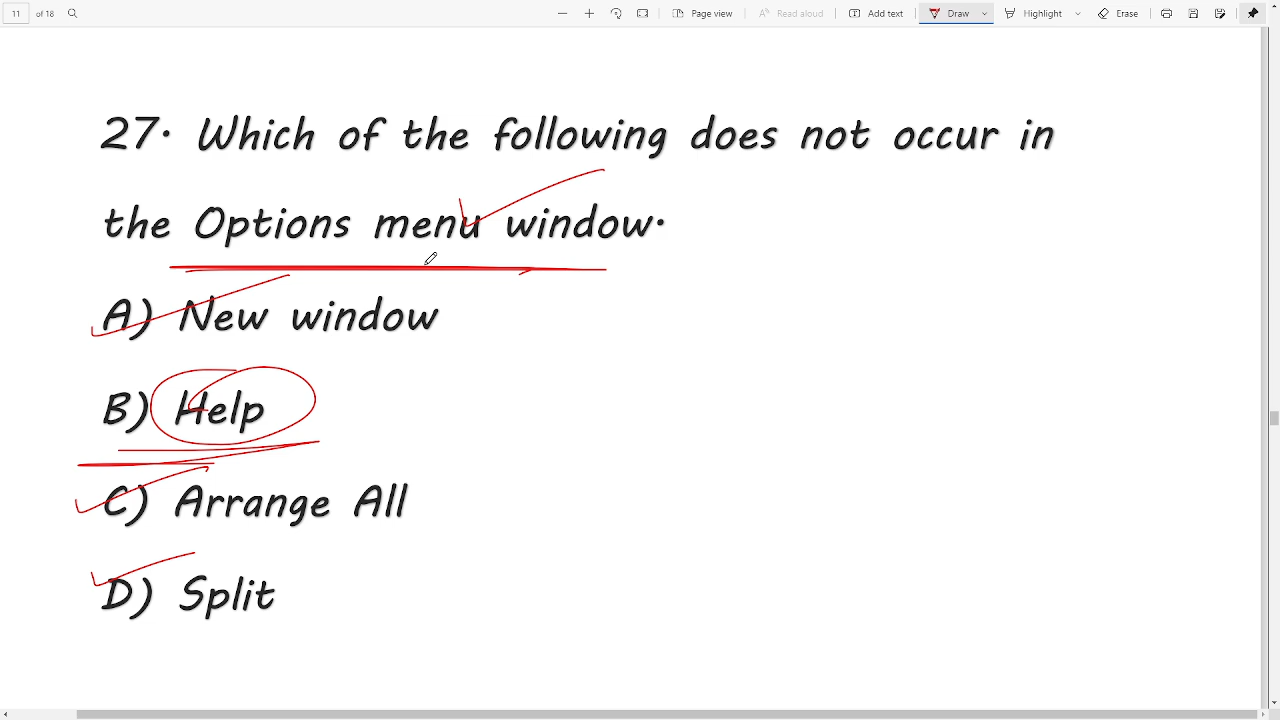 11 of 18 Page view Read aloud Add text Draw Highlight Erase
27. Which of the following does not occur in
the Options menu window.
A) New window
B) Help
C) Arrange All
D) Split